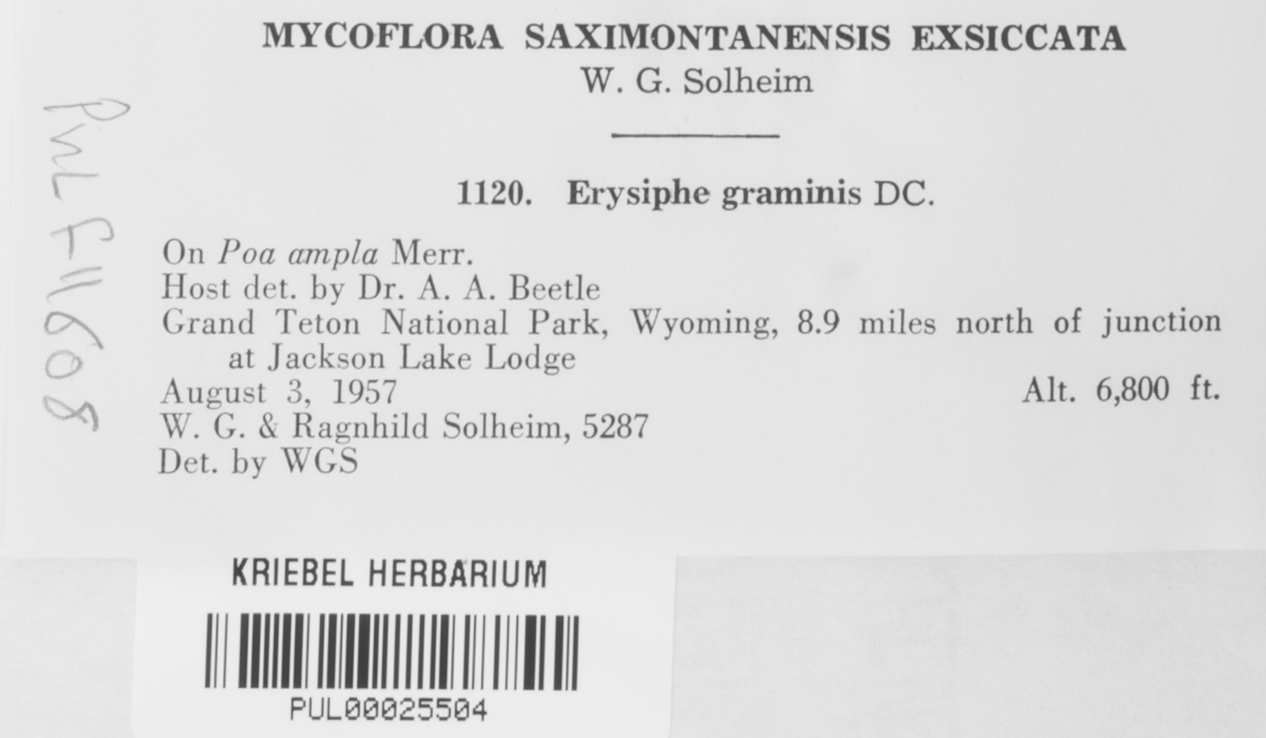 MYCOFLORA SAXIMONTANENSIS EXSICCATA
W. G. Solheim
1120. Erysiphe graminis DC.
On Poa ampla Merr.
Host det. by Dr. A. A. Beetle
Grand Teton National Park, Wyoming, 8.9 miles north of junction
at Jackson Lake Lodge
August 3, 1957 Alt. 6,800 ft.
W. G. & Ragnhild Solheim, 5287
Det. by WGS
PUL F11608
KRIEBEL HERBARIUM
PUL00025504